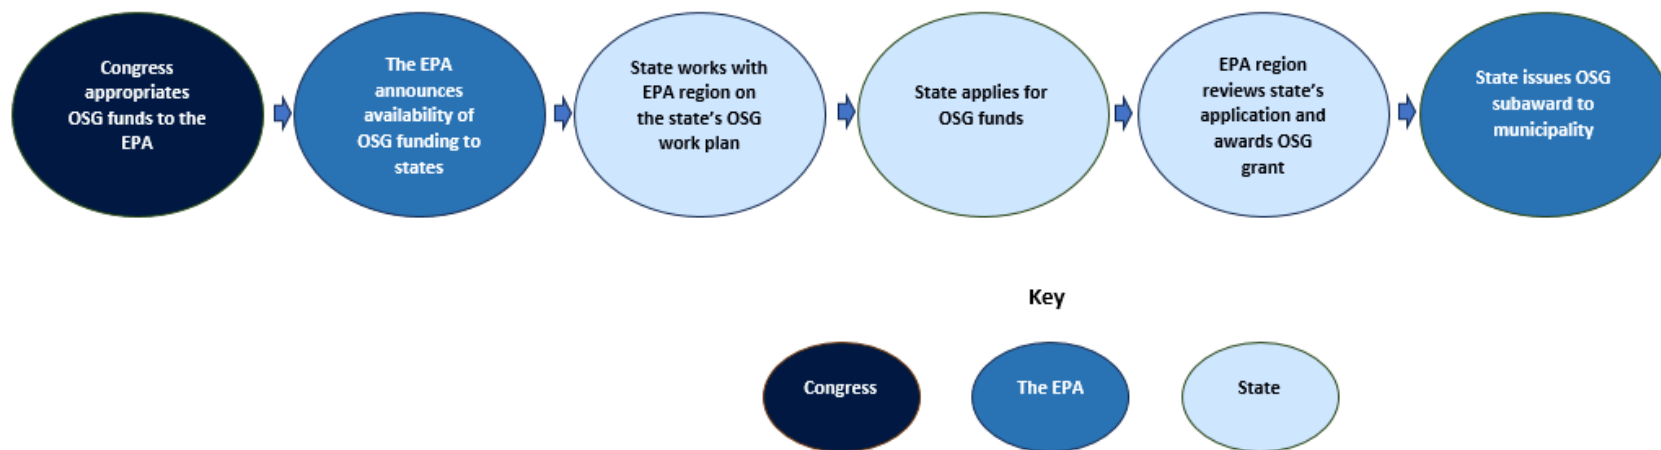 Congress
appropriates
OSG funds to the
EPA
The EPA
announces
availability of
OSG funding to
states
State works with
EPA region on
the state's OSG
work plan
State applies for
OSG funds
EPA region
reviews state's
application and
awards OSG
grant
State issues OSG
subaward to
municipality
Key
Congress
The EPA
State